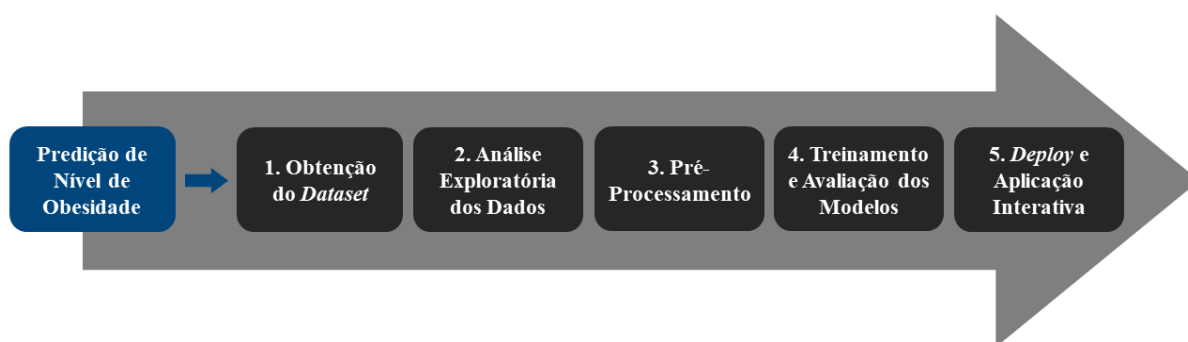 Predição de
Nível de
Obesidade
1. Obtenção
do Dataset
2. Análise
Exploratória
dos Dados
3. Pré-
Processamento
4. Treinamento
e Avaliação dos
Modelos
5. Deploy e
Aplicação
Interativa